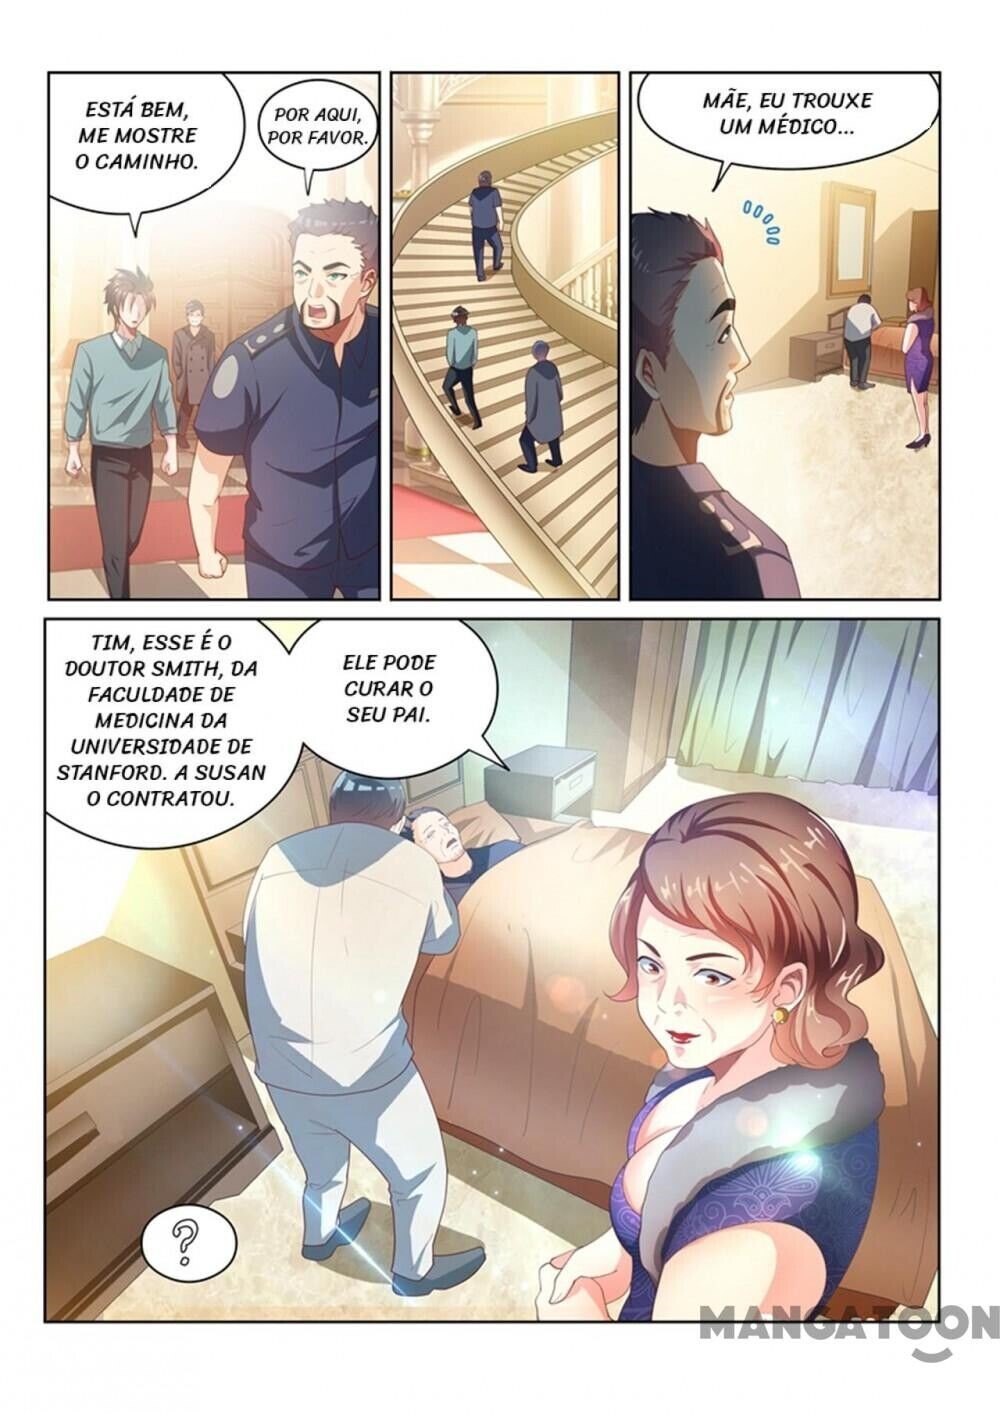 ESTÁ BEM,
ME MOSTRE
O CAMINHO.
POR AQUI,
POR FAVOR.
MÃE, EU TROUXE
UM MÉDICO...
TIM, ESSE É O
DOUTOR SMITH, DA
FACULDADE DE
MEDICINA DA
UNIVERSIDADE DE
STANFORD. A SUSAN
O CONTRATOU.
ELE PODE
CURAR O
SEU PAI.
?
MANGATOON